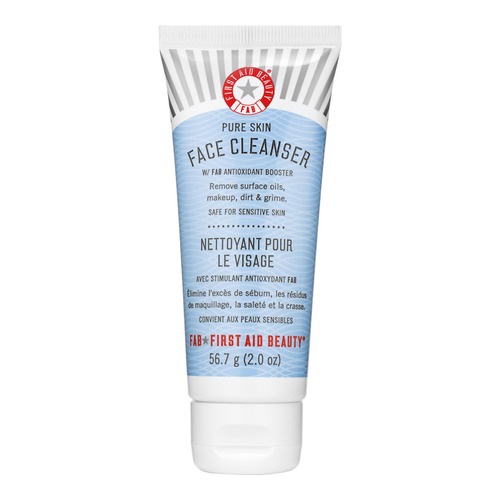 FIRST AID BEAUTY
FAB
PURE SKIN
FACE CLEANSER
W/ FAB ANTIOXIDANT BOOSTER
Remove surface oils,
makeup, dirt & grime.
SAFE FOR SENSITIVE SKIN
NETTOYANT POUR
LE VISAGE
AVEC STIMULANT ANTIOXYDANT FAB
Élimine l'excès de sébum, les résidus
de maquillage, la saleté et la crasse.
CONVIENT AUX PEAUX SENSIBLES
FAB★FIRST AID BEAUTY®
56.7 g (2.0 oz)